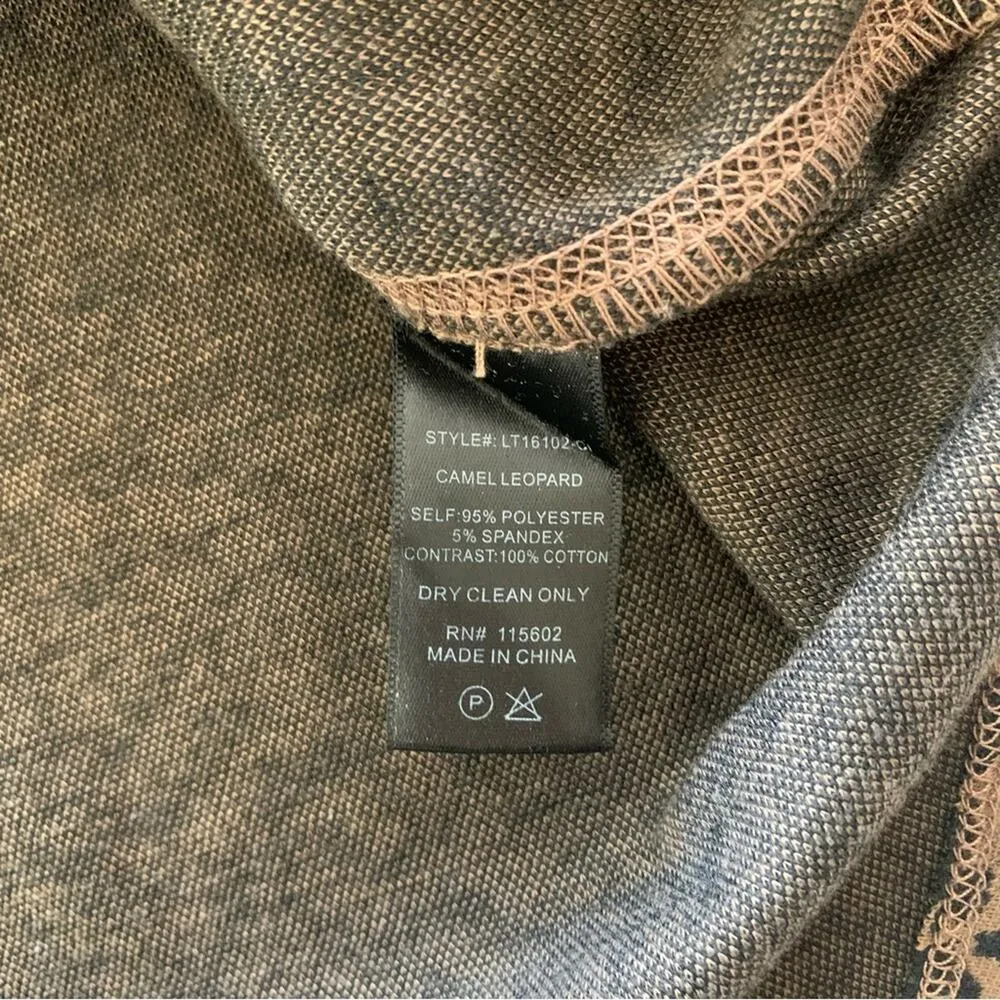 STYLE#: LT16102-
CAMEL LEOPARD
SELF:95% POLYESTER
5% SPANDEX
CONTRAST:100% COTTON
DRY CLEAN ONLY
RN# 115602
MADE IN CHINA
P